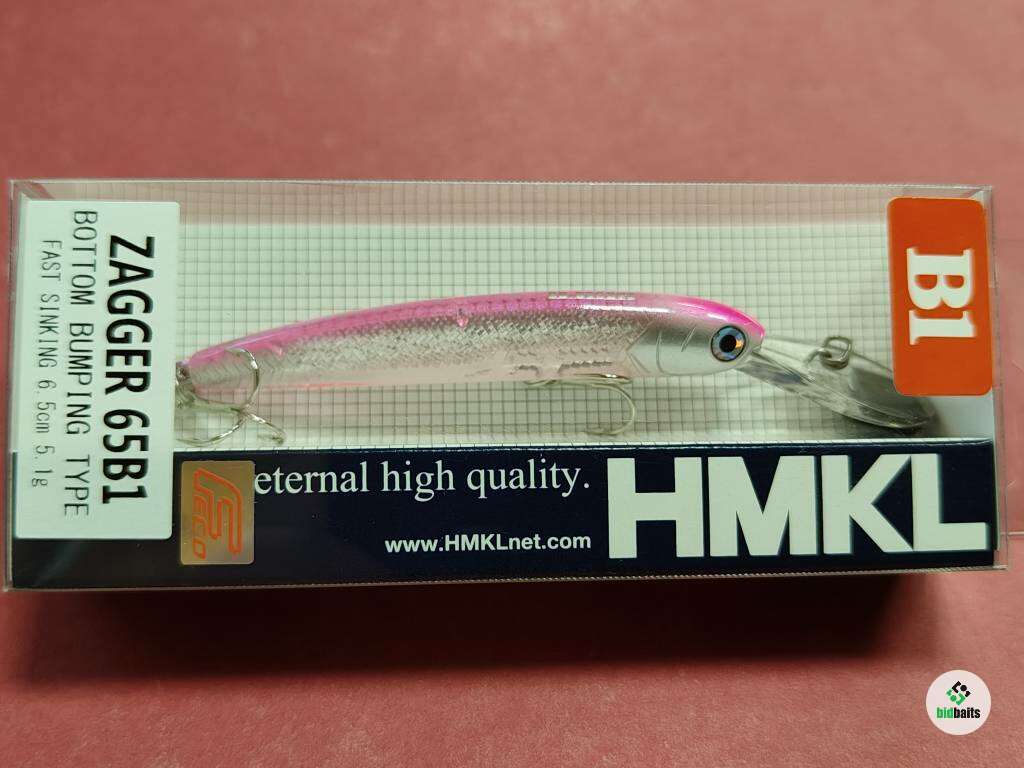 ZAGGER 65B1
BOTTOM BUMPING TYPE
FAST SINKING 6.5cm 5.1g
B1
eternal high quality.
www.HMKLnet.com
HMKL
bidbaits